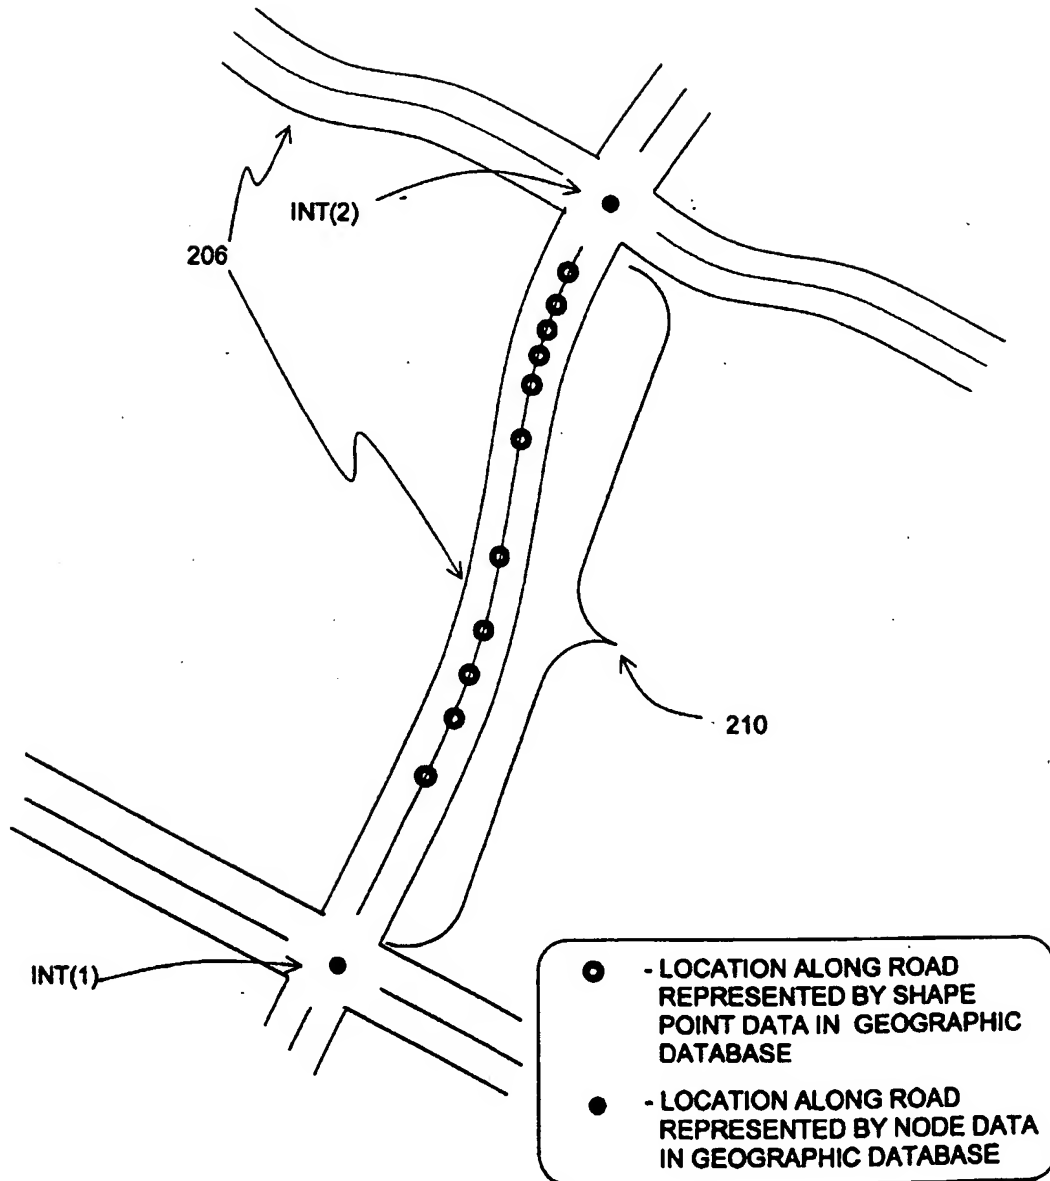 INT(2)
206
210
INT(1)
- LOCATION ALONG ROAD
REPRESENTED BY SHAPE
POINT DATA IN GEOGRAPHIC
DATABASE
- LOCATION ALONG ROAD
REPRESENTED BY NODE DATA
IN GEOGRAPHIC DATABASE